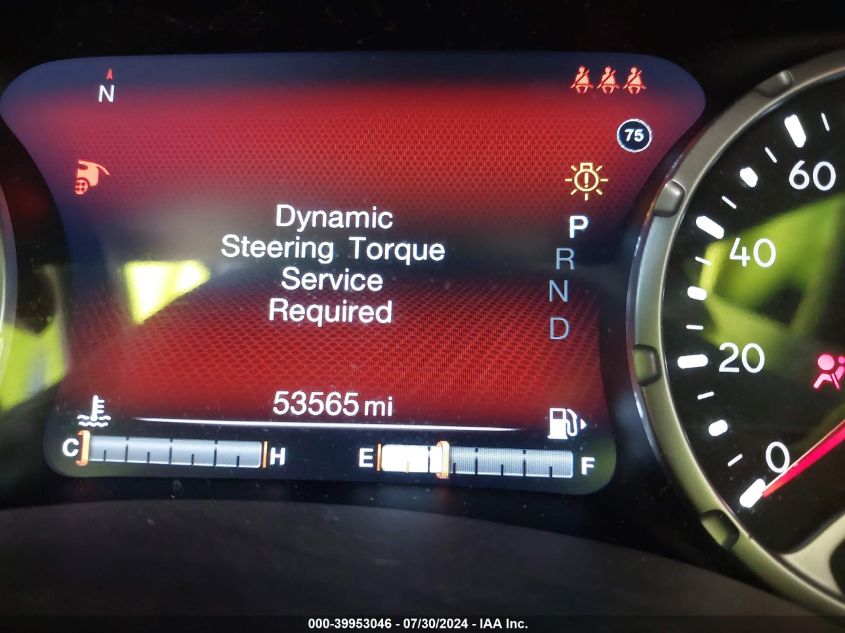 N
75
Dynamic
Steering Torque
Service
Required
P
R
N
D
53565 mi
C H
E F
60
40
20
0
000-39953046 - 07/30/2024 - IAA Inc.